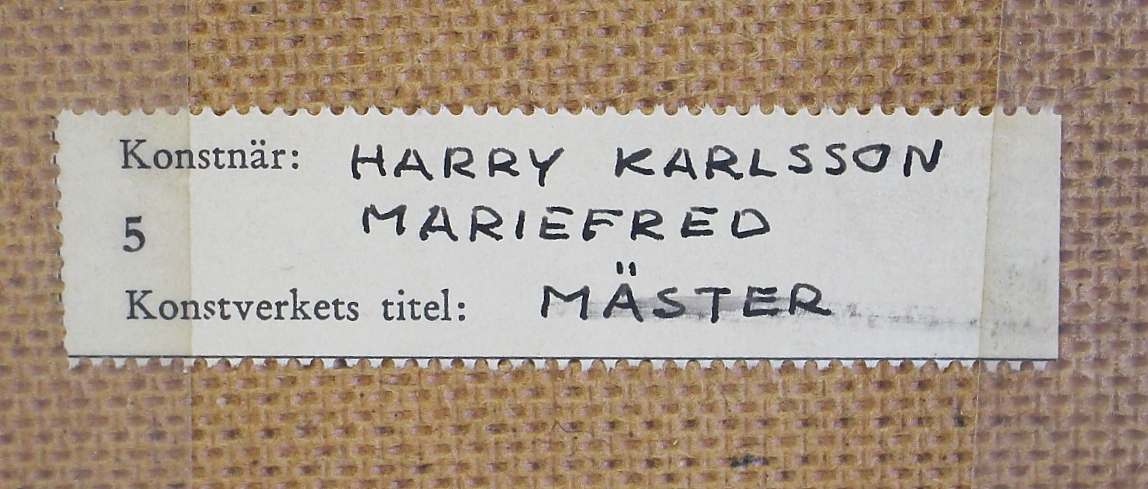 Konstnär: HARRY KARLSSON
5 MARIEFRED
Konstverkets titel: MÄSTER